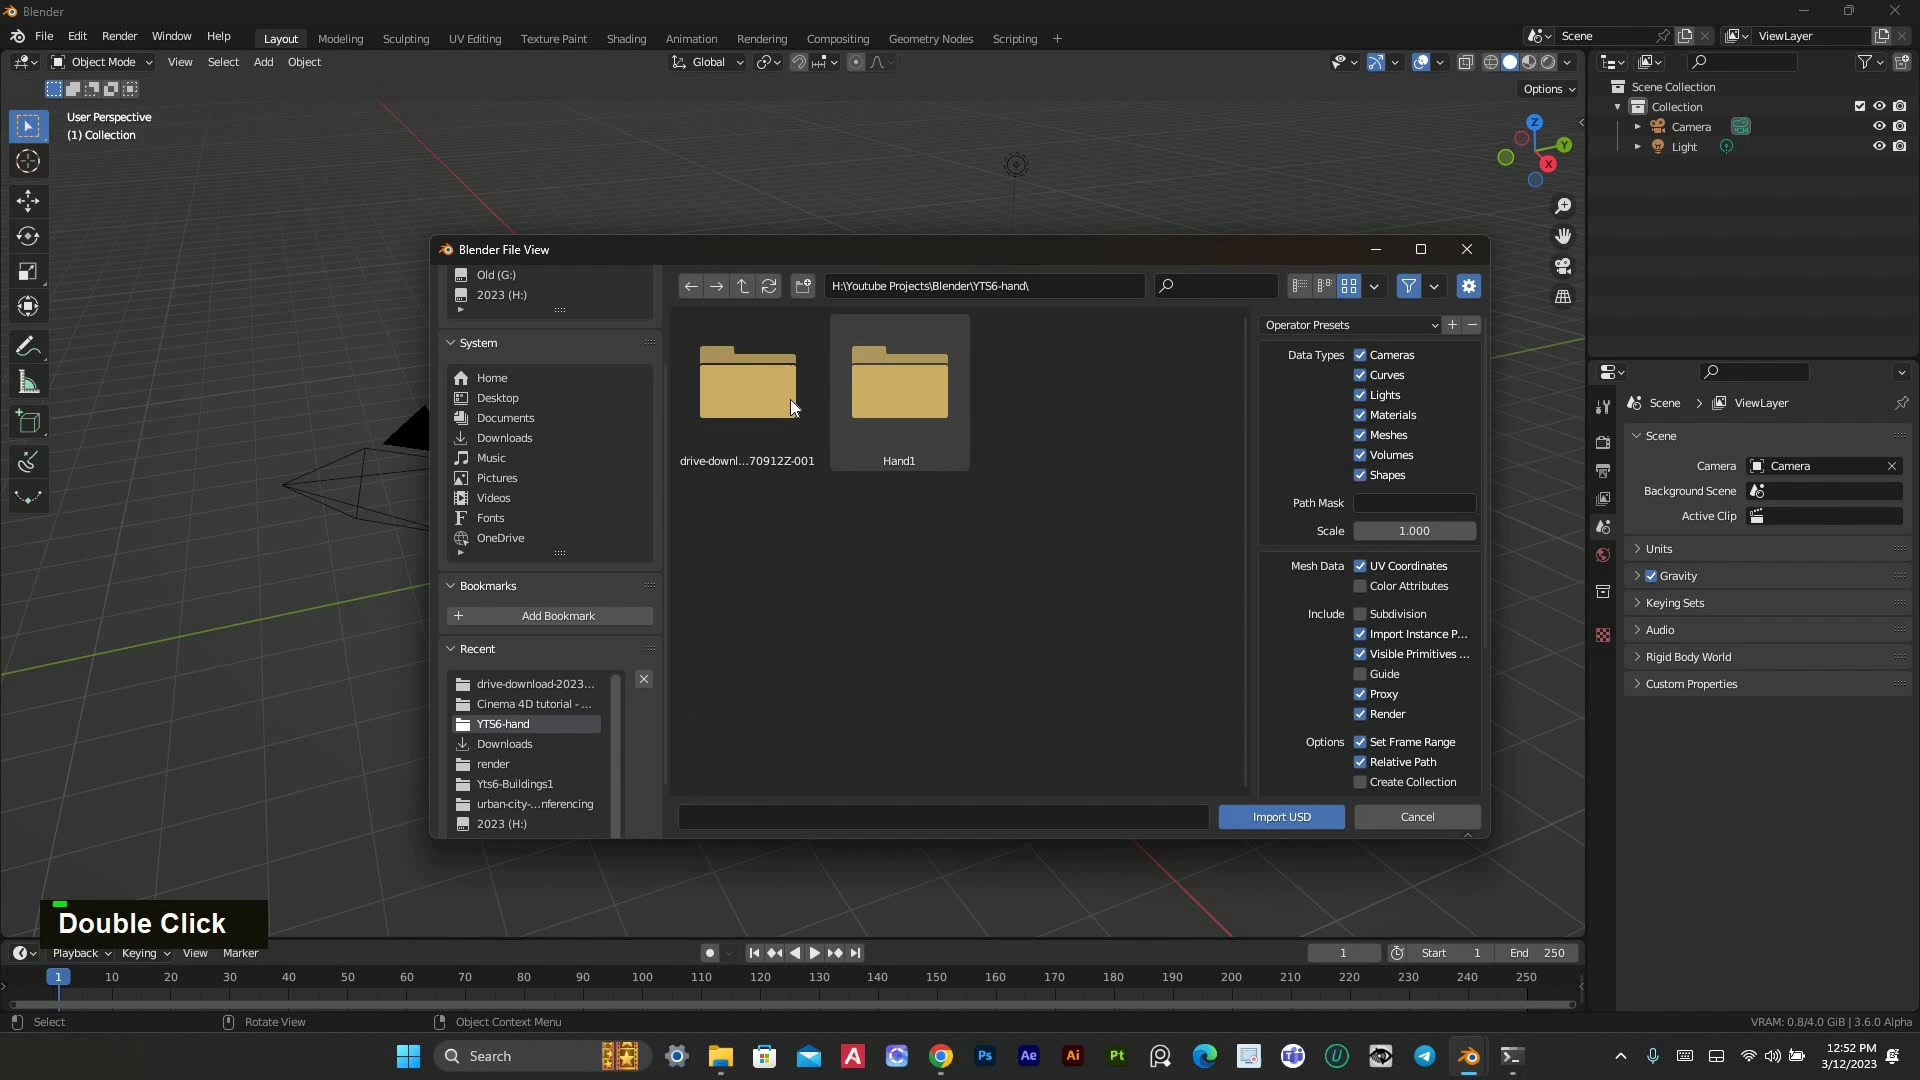 Blender
File Edit Render Window Help Layout Modeling Sculpting UV Editing Texture Paint Shading Animation Rendering Compositing Geometry Nodes Scripting + Scene ViewLayer
Object Mode View Select Add Object Global
Options
User Perspective
(1) Collection
Z
Y
X
Scene Collection
Collection
Camera
Light
Blender File View
Old (G:)
2023 (H:)
H:\Youtube Projects\Blender\YTS6-hand\
System
Home
Desktop
Documents
Downloads
Music
Pictures
Videos
Fonts
OneDrive
Bookmarks
Add Bookmark
Recent
drive-download-2023...
Cinema 4D tutorial - ...
YTS6-hand
Downloads
render
Yts6-Buildings1
urban-city-...nferencing
2023 (H:)
drive-downl...70912Z-001
Hand1
Operator Presets
Data Types Cameras
Curves
Lights
Materials
Meshes
Volumes
Shapes
Path Mask
Scale 1.000
Mesh Data UV Coordinates
Color Attributes
Include Subdivision
Import Instance P...
Visible Primitives ...
Guide
Proxy
Render
Options Set Frame Range
Relative Path
Create Collection
Import USD
Cancel
Scene ViewLayer
Scene
Camera Camera
Background Scene
Active Clip
Units
Gravity
Keying Sets
Audio
Rigid Body World
Custom Properties
Double Click
Playback Keying View Marker 1 Start 1 End 250
1 10 20 30 40 50 60 70 80 90 100 110 120 130 140 150 160 170 180 190 200 210 220 230 240 250
Select Rotate View Object Context Menu VRAM: 0.8/4.0 GiB | 3.6.0 Alpha
Search Ps Ae Ai Pt
12:52 PM
3/12/2023